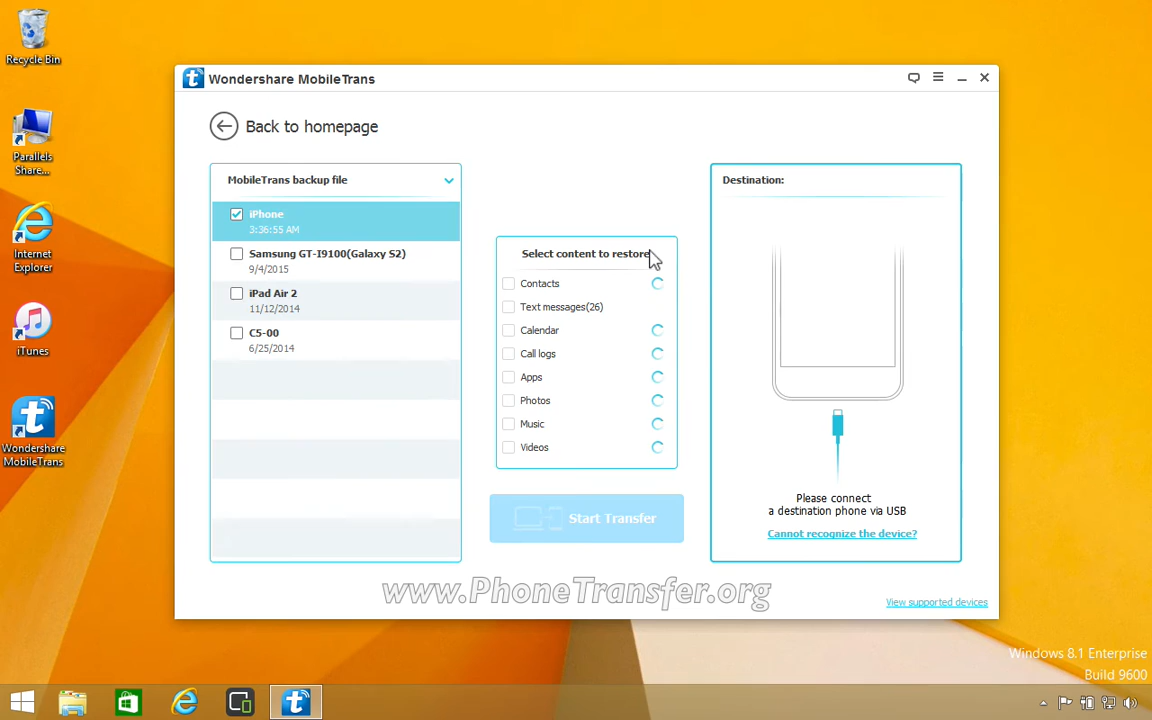 Recycle Bin
Parallels
Share...
Internet
Explorer
iTunes
Wondershare
MobileTrans
Wondershare MobileTrans
Back to homepage
MobileTrans backup file
iPhone
3:36:55 AM
Samsung GT-I9100(Galaxy S2)
9/4/2015
iPad Air 2
11/12/2014
C5-00
6/25/2014
Select content to restore
Contacts
Text messages(26)
Calendar
Call logs
Apps
Photos
Music
Videos
Start Transfer
Destination:
Please connect
a destination phone via USB
Cannot recognize the device?
www.PhoneTransfer.org
View supported devices
Windows 8.1 Enterprise
Build 9600